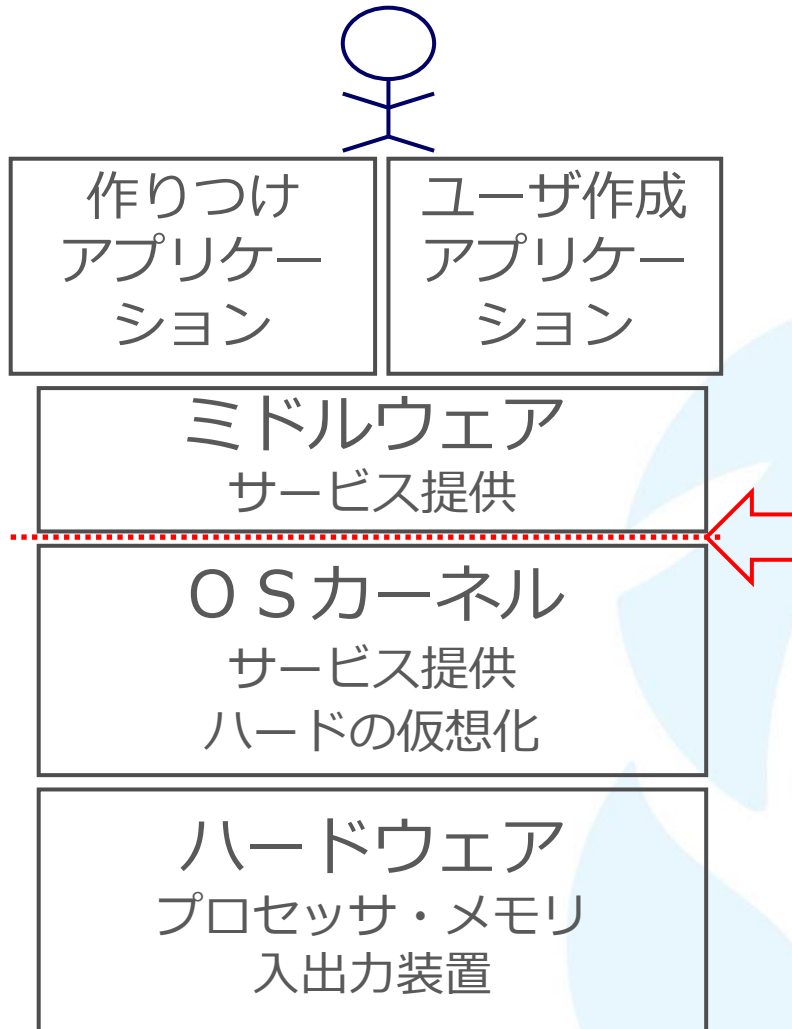 作りつけ
アプリケー
ション
ユーザ作成
アプリケー
ション
ミドルウェア
サービス提供
ＯＳカーネル
サービス提供
ハードの仮想化
ハードウェア
プロセッサ・メモリ
入出力装置